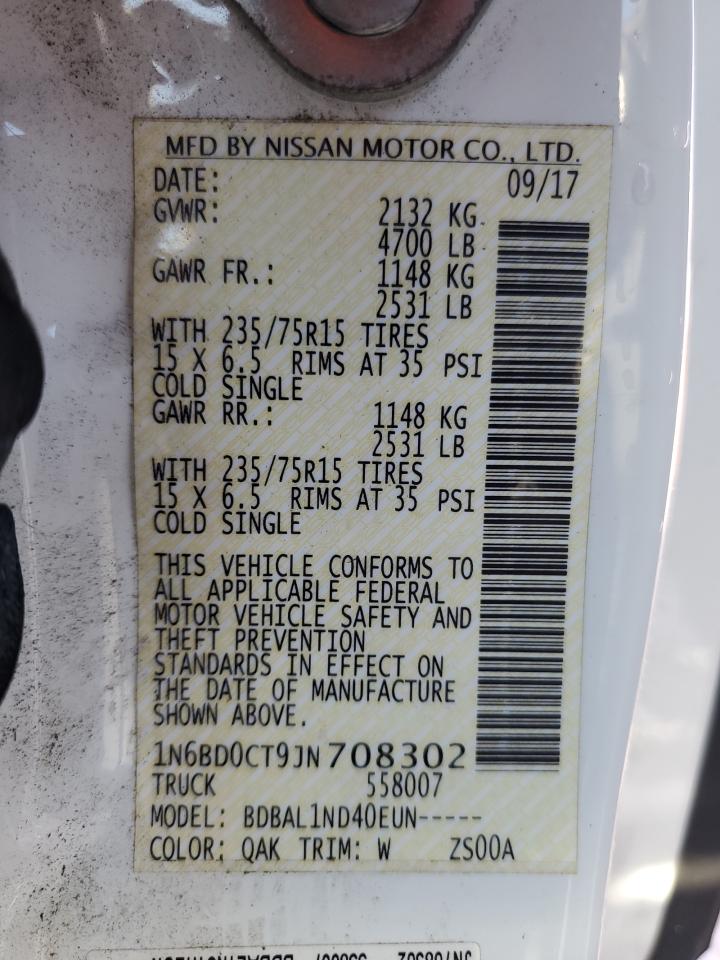 MFD BY NISSAN MOTOR CO., LTD.
DATE: 09/17
GVWR: 2132 KG
4700 LB
GAWR FR.: 1148 KG
2531 LB
WITH 235/75R15 TIRES
15 X 6.5 RIMS AT 35 PSI
COLD SINGLE
GAWR RR.: 1148 KG
2531 LB
WITH 235/75R15 TIRES
15 X 6.5 RIMS AT 35 PSI
COLD SINGLE
THIS VEHICLE CONFORMS TO
ALL APPLICABLE FEDERAL
MOTOR VEHICLE SAFETY AND
THEFT PREVENTION
STANDARDS IN EFFECT ON
THE DATE OF MANUFACTURE
SHOWN ABOVE.
1N6BD0CT9JN708302
TRUCK 558007
MODEL: BDBAL1ND40EUN-----
COLOR: QAK TRIM: W ZS00A